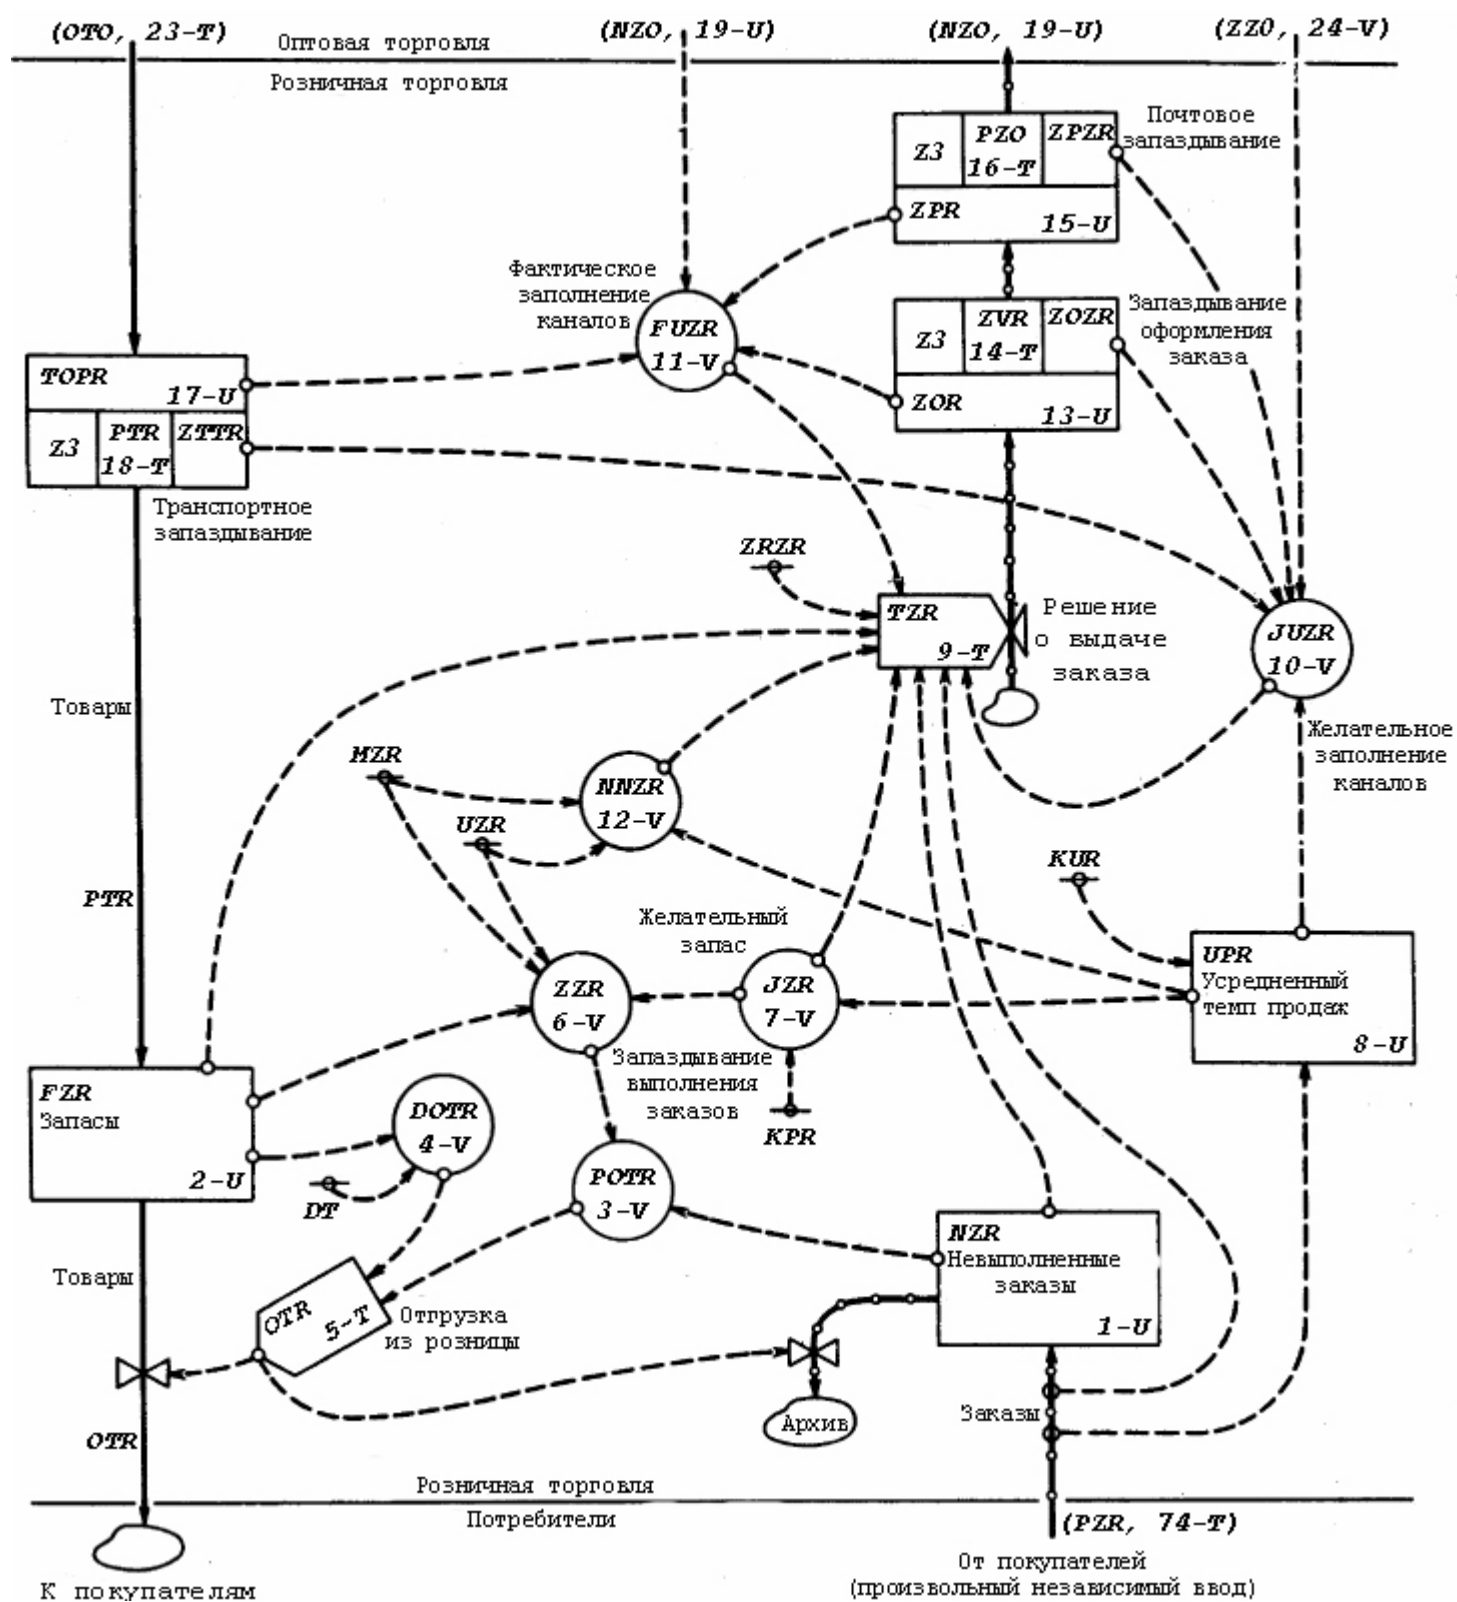 (OTO, 23-T)
(NZO, 19-U)
(NZO, 19-U)
(ZZO, 24-V)
Оптовая торговля
Розничная торговля
Z3
PZO
16-T
ZPZR
ZPR
15-U
Почтовое
запаздывание
Фактическое
заполнение
каналов
FUZR
11-V
Z3
ZVR
14-T
ZOZR
ZOR
13-U
Запаздывание
оформления
заказа
TOPR
17-U
Z3
PTR
18-T
ZTTR
Транспортное
запаздывание
ZRZR
TZR
9-T
Решение
о выдаче
заказа
JUZR
10-V
Товары
MZR
NNZR
12-V
Желательное
заполнение
каналов
UZR
KUR
PTR
Желательный
запас
UPR
Усредненный
темп продаж
8-U
ZZR
6-V
JZR
7-V
Запаздывание
выполнения
заказов
FZR
Запасы
2-U
DOTR
4-V
KPR
DT
POTR
3-V
NZR
Невыполненные
заказы
1-U
Товары
OTR
5-T
Отгрузка
из розницы
OTR
Архив
Заказы
Розничная торговля
Потребители
(PZR, 74-T)
От покупателей
(произвольный независимый ввод)
К покупателям